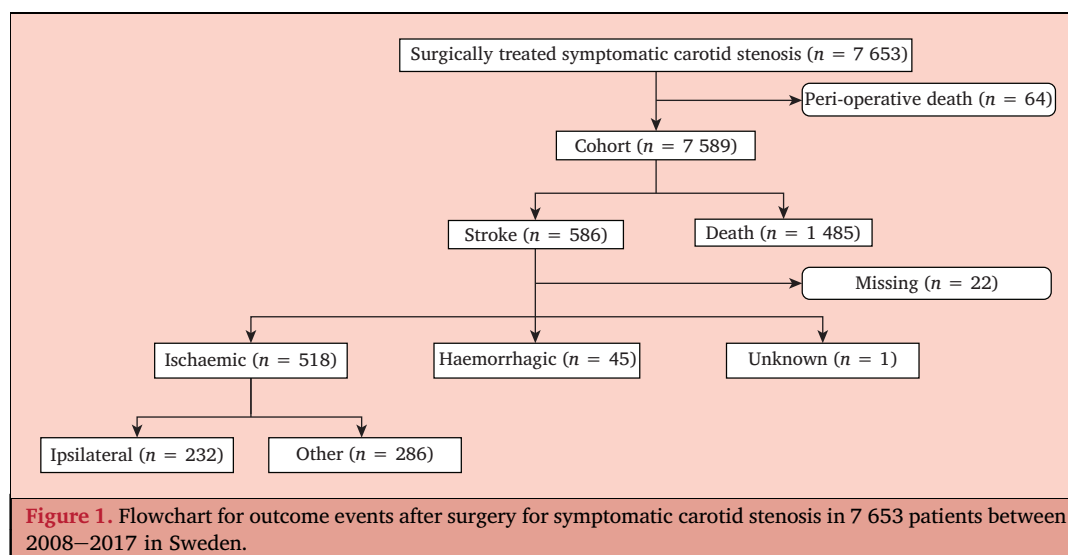 Surgically treated symptomatic carotid stenosis (n = 7 653)
Peri-operative death (n = 64)
Cohort (n = 7 589)
Stroke (n = 586)
Death (n = 1 485)
Missing (n = 22)
Ischaemic (n = 518)
Haemorrhagic (n = 45)
Unknown (n = 1)
Ipsilateral (n = 232)
Other (n = 286)
Figure 1. Flowchart for outcome events after surgery for symptomatic carotid stenosis in 7 653 patients between
2008–2017 in Sweden.